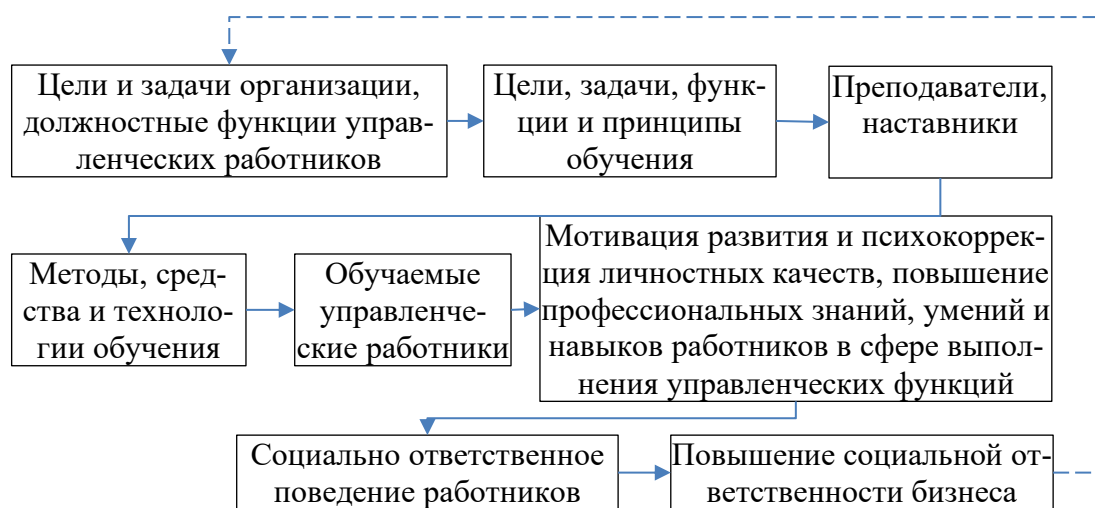 Цели и задачи организации,
должностные функции управ-
ленческих работников
Цели, задачи, функ-
ции и принципы
обучения
Преподаватели,
наставники
Методы, сред-
ства и техноло-
гии обучения
Обучаемые
управленче-
ские работники
Мотивация развития и психокоррек-
ция личностных качеств, повышение
профессиональных знаний, умений и
навыков работников в сфере выпол-
нения управленческих функций
Социально ответственное
поведение работников
Повышение социальной от-
ветственности бизнеса